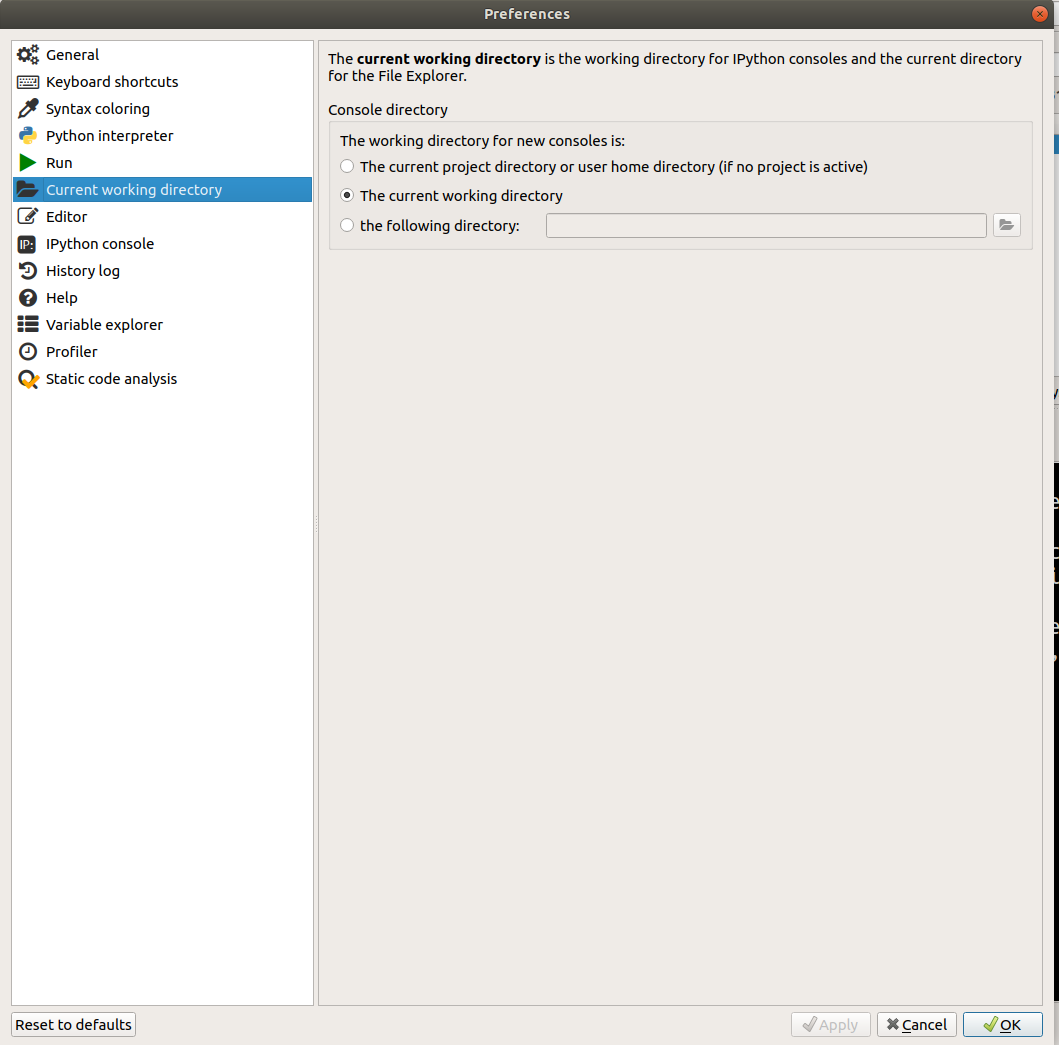 Preferences
General
Keyboard shortcuts
Syntax coloring
Python interpreter
Run
Current working directory
Editor
IP: IPython console
History log
Help
Variable explorer
Profiler
Static code analysis
The current working directory is the working directory for IPython consoles and the current directory
for the File Explorer.
Console directory
The working directory for new consoles is:
The current project directory or user home directory (if no project is active)
The current working directory
the following directory:
Reset to defaults
Apply
Cancel
OK